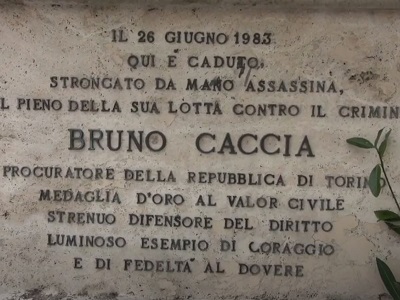 IL 26 GIUGNO 1983
QUI È CADUTO,
STRONCATO DA MANO ASSASSINA,
EL PIENO DELLA SUA LOTTA CONTRO IL CRIMIN
BRUNO CACCIA
PROCURATORE DELLA REPUBBLICA DI TORINO
MEDAGLIA D'ORO AL VALOR CIVILE
STRENUO DIFENSORE DEL DIRITTO
LUMINOSO ESEMPIO DI CORAGGIO
E DI FEDELTÀ AL DOVERE